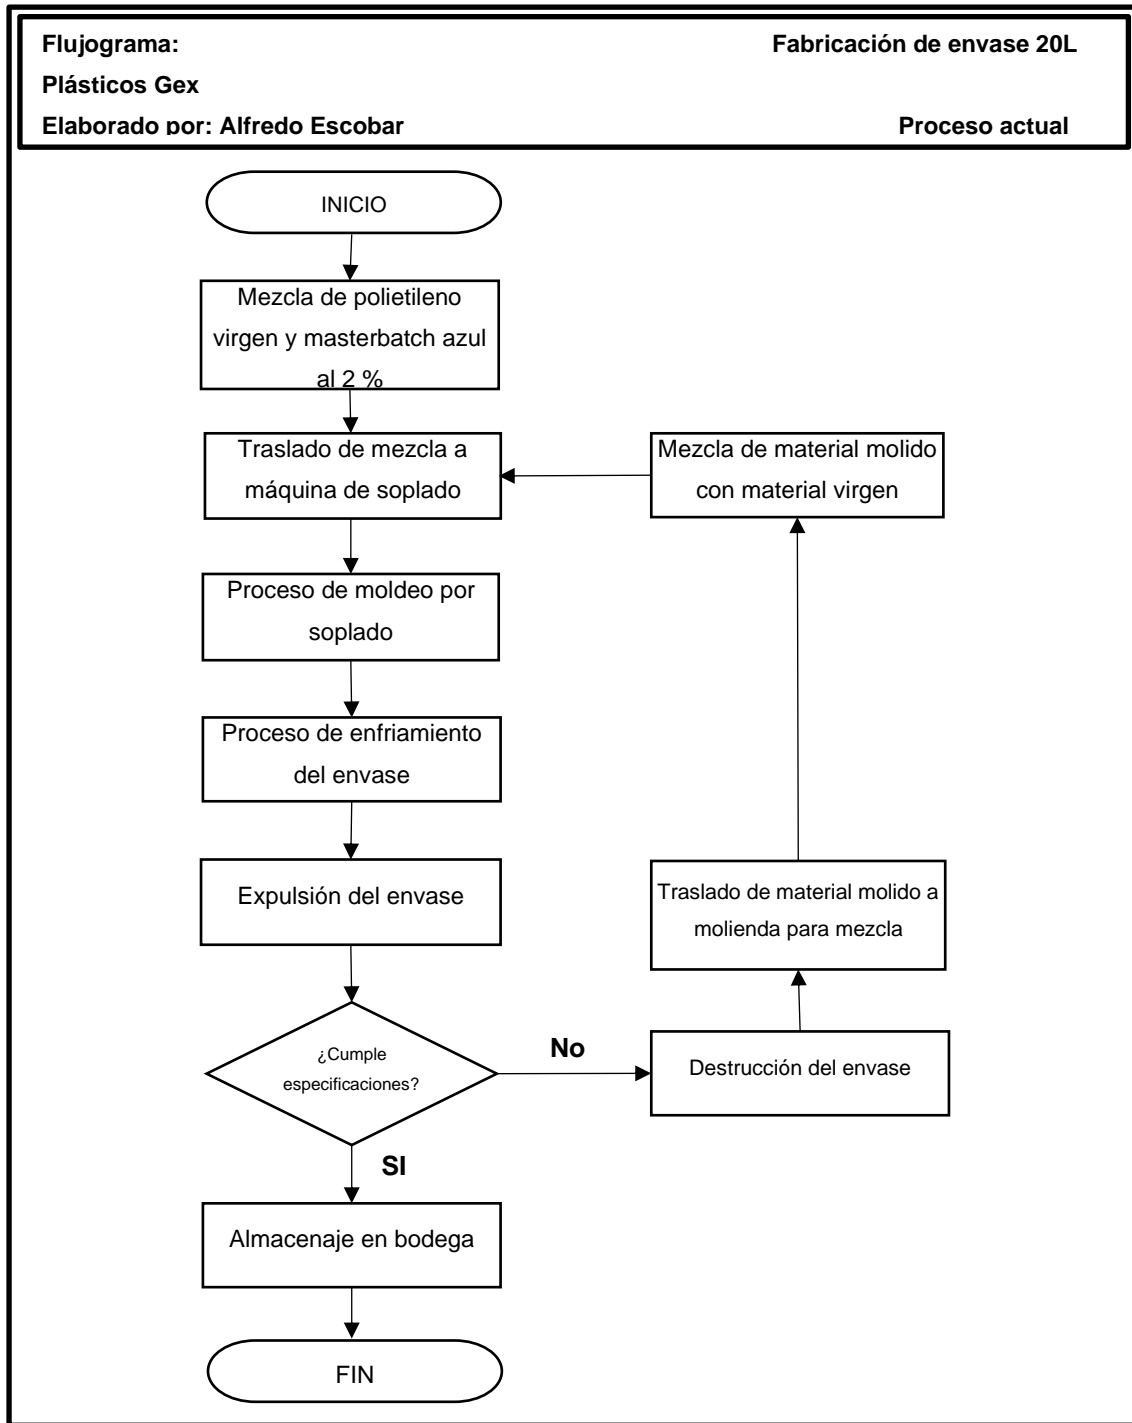 Flujograma: Fabricación de envase 20L
Plásticos Gex
Elaborado por: Alfredo Escobar Proceso actual
INICIO
Mezcla de polietileno
virgen y masterbatch azul
al 2 %
Traslado de mezcla a
máquina de soplado
Mezcla de material molido
con material virgen
Proceso de moldeo por
soplado
Proceso de enfriamiento
del envase
Expulsión del envase
Traslado de material molido a
molienda para mezcla
¿Cumple
especificaciones?
No
Destrucción del envase
SI
Almacenaje en bodega
FIN